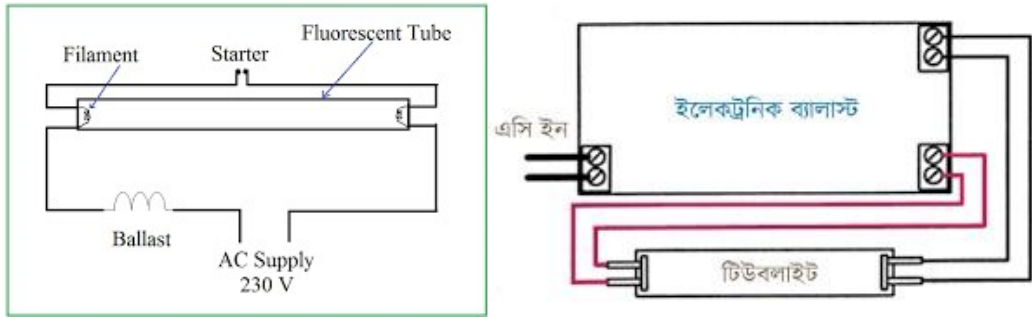 Fluorescent Tube
Filament
Starter
Ballast
AC Supply
230 V
ইলেকট্রনিক ব্যালাস্ট
এসি ইন
টিউবলাইট